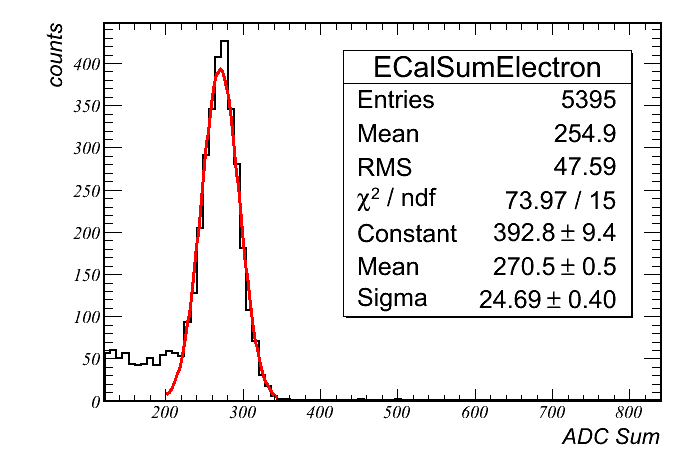 counts
400
350
300
250
200
150
100
50
0
ECalSumElectron
Entries 5395
Mean 254.9
RMS 47.59
χ² / ndf 73.97 / 15
Constant 392.8 ± 9.4
Mean 270.5 ± 0.5
Sigma 24.69 ± 0.40
200 300 400 500 600 700 800
ADC Sum